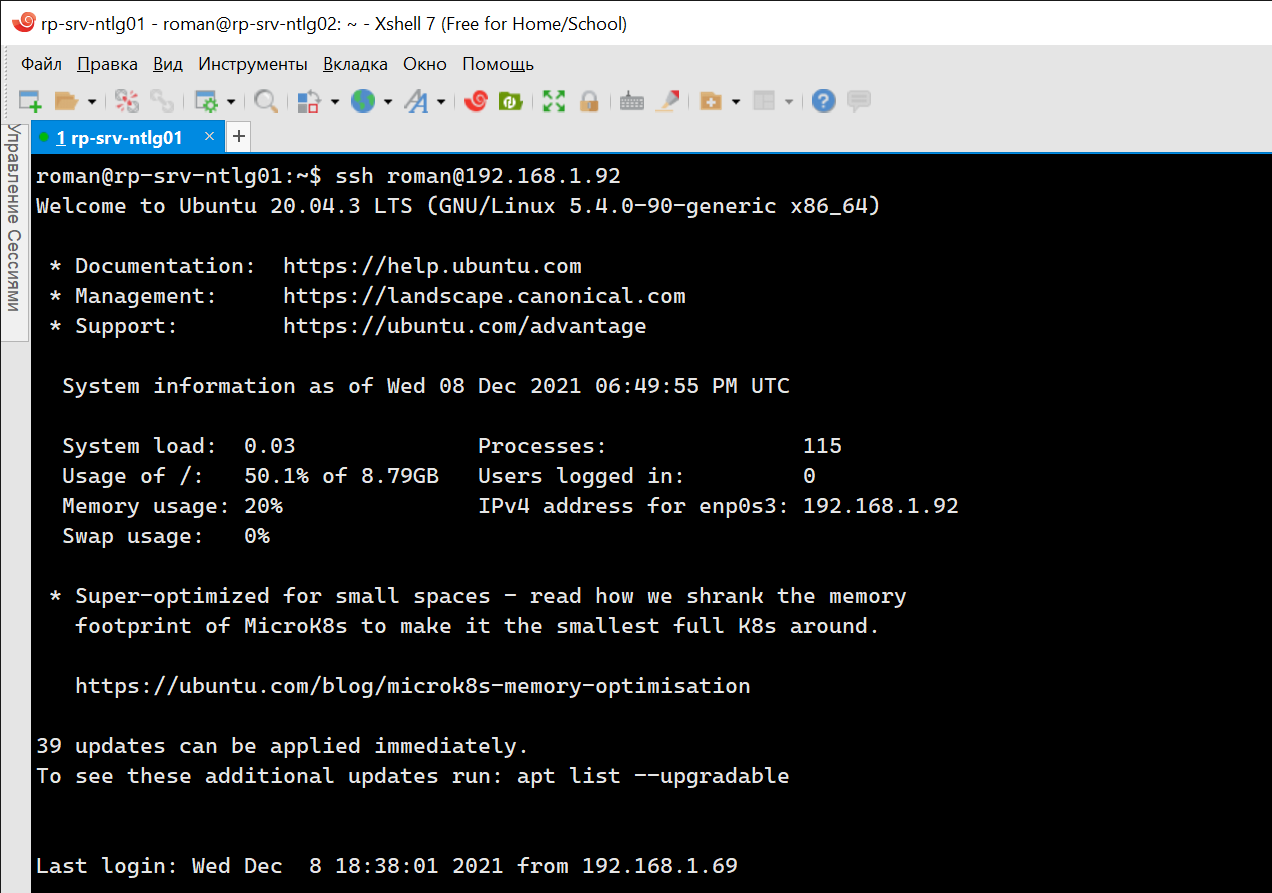 rp-srv-ntlg01 - roman@rp-srv-ntlg02: ~ - Xshell 7 (Free for Home/School)
Файл Правка Вид Инструменты Вкладка Окно Помощь
1 rp-srv-ntlg01 × +
Управление Сессиями
roman@rp-srv-ntlg01:~$ ssh roman@192.168.1.92
Welcome to Ubuntu 20.04.3 LTS (GNU/Linux 5.4.0-90-generic x86_64)
* Documentation:  https://help.ubuntu.com
* Management:     https://landscape.canonical.com
* Support:        https://ubuntu.com/advantage
System information as of Wed 08 Dec 2021 06:49:55 PM UTC
System load:  0.03              Processes:               115
Usage of /:   50.1% of 8.79GB   Users logged in:         0
Memory usage: 20%               IPv4 address for enp0s3: 192.168.1.92
Swap usage:   0%
* Super-optimized for small spaces - read how we shrank the memory
footprint of MicroK8s to make it the smallest full K8s around.
https://ubuntu.com/blog/microk8s-memory-optimisation
39 updates can be applied immediately.
To see these additional updates run: apt list --upgradable
Last login: Wed Dec  8 18:38:01 2021 from 192.168.1.69